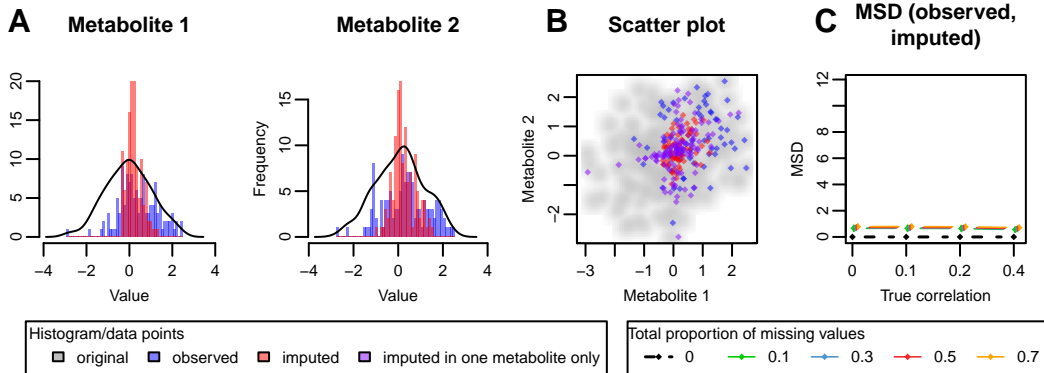 A
Metabolite 1
Metabolite 2
B
Scatter plot
C
MSD (observed,
imputed)
20
15
10
5
0
−4
−2
0
2
4
Value
Frequency
15
10
5
0
−4
−2
0
2
4
Value
Metabolite 2
2
0
−2
−3
−1
0
1
2
Metabolite 1
MSD
12
8
6
4
2
0
0
0.1
0.2
0.4
True correlation
Histogram/data points
original
observed
imputed
imputed in one metabolite only
Total proportion of missing values
0
0.1
0.3
0.5
0.7